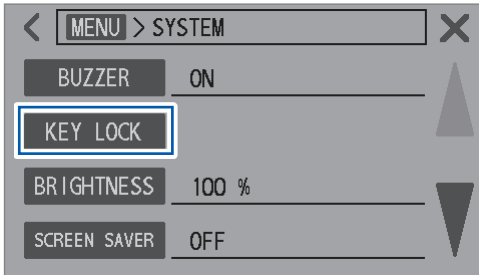 MENU > SYSTEM
BUZZER ON
KEY LOCK
BRIGHTNESS 100 %
SCREEN SAVER OFF